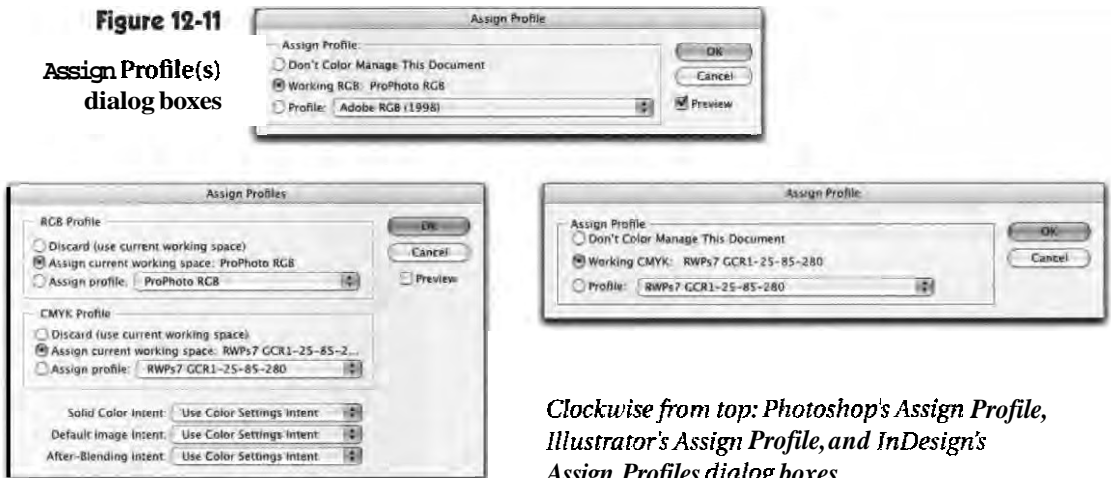 Figure 12-11
Assign Profile(s)
dialog boxes
Assign Profile
Assign Profile:
Don't Color Manage This Document
Working RGB: ProPhoto RGB
Profile: Adobe RGB (1998)
OK
Cancel
Preview
Assign Profiles
RGB Profile
Discard (use current working space)
Assign current working space: ProPhoto RGB
Assign profile: ProPhoto RGB
CMYK Profile
Discard (use current working space)
Assign current working space: RWPs7 GCR1-25-85-2...
Assign profile: RWPs7 GCR1-25-85-280
Solid Color Intent: Use Color Settings Intent
Default Image Intent: Use Color Settings Intent
After-Blending Intent: Use Color Settings Intent
OK
Cancel
Preview
Assign Profile
Assign Profile
Don't Color Manage This Document
Working CMYK: RWPs7 GCR1-25-85-280
Profile: RWPs7 GCR1-25-85-280
OK
Cancel
Clockwise from top: Photoshop's Assign Profile,
Illustrator's Assign Profile, and InDesign's
Assign Profiles dialog boxes